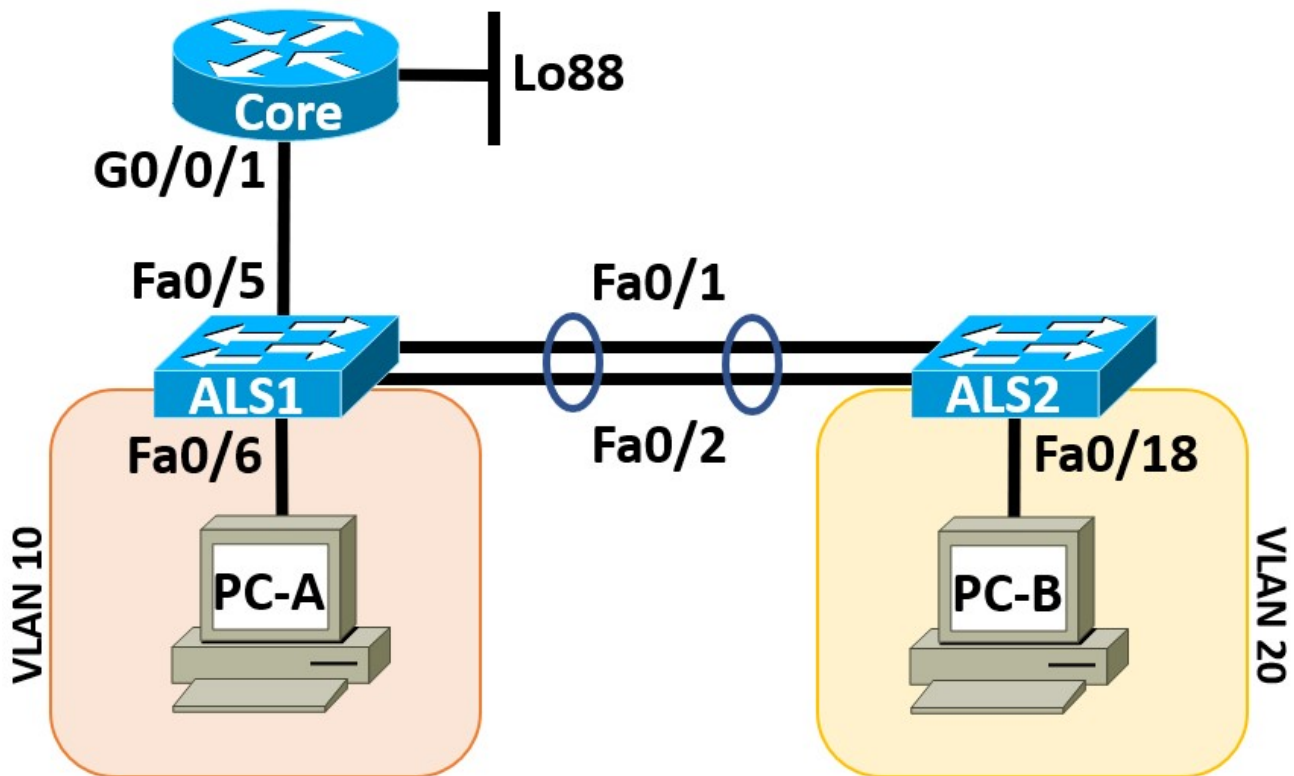 Lo88
Core
G0/0/1
Fa0/5
Fa0/1
ALS1
ALS2
Fa0/6
Fa0/2
Fa0/18
VLAN 10
PC-A
PC-B
VLAN 20